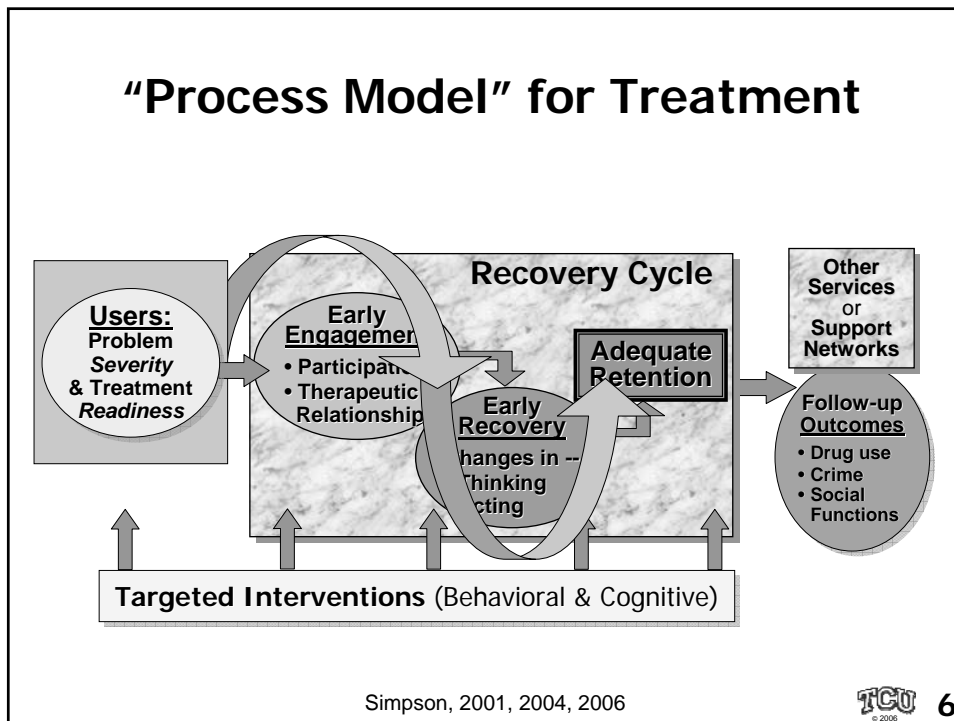 “Process Model” for Treatment
Recovery Cycle
Users:
Problem
Severity
& Treatment
Readiness
Early
Engagemen
• Participatio
• Therapeutic
Relationship
Early
Recovery
hanges in --
Thinking
cting
Adequate
Retention
Other
Services
or
Support
Networks
Follow-up
Outcomes
• Drug use
• Crime
• Social
Functions
Targeted Interventions (Behavioral & Cognitive)
Simpson, 2001, 2004, 2006
TCU
© 2006
6